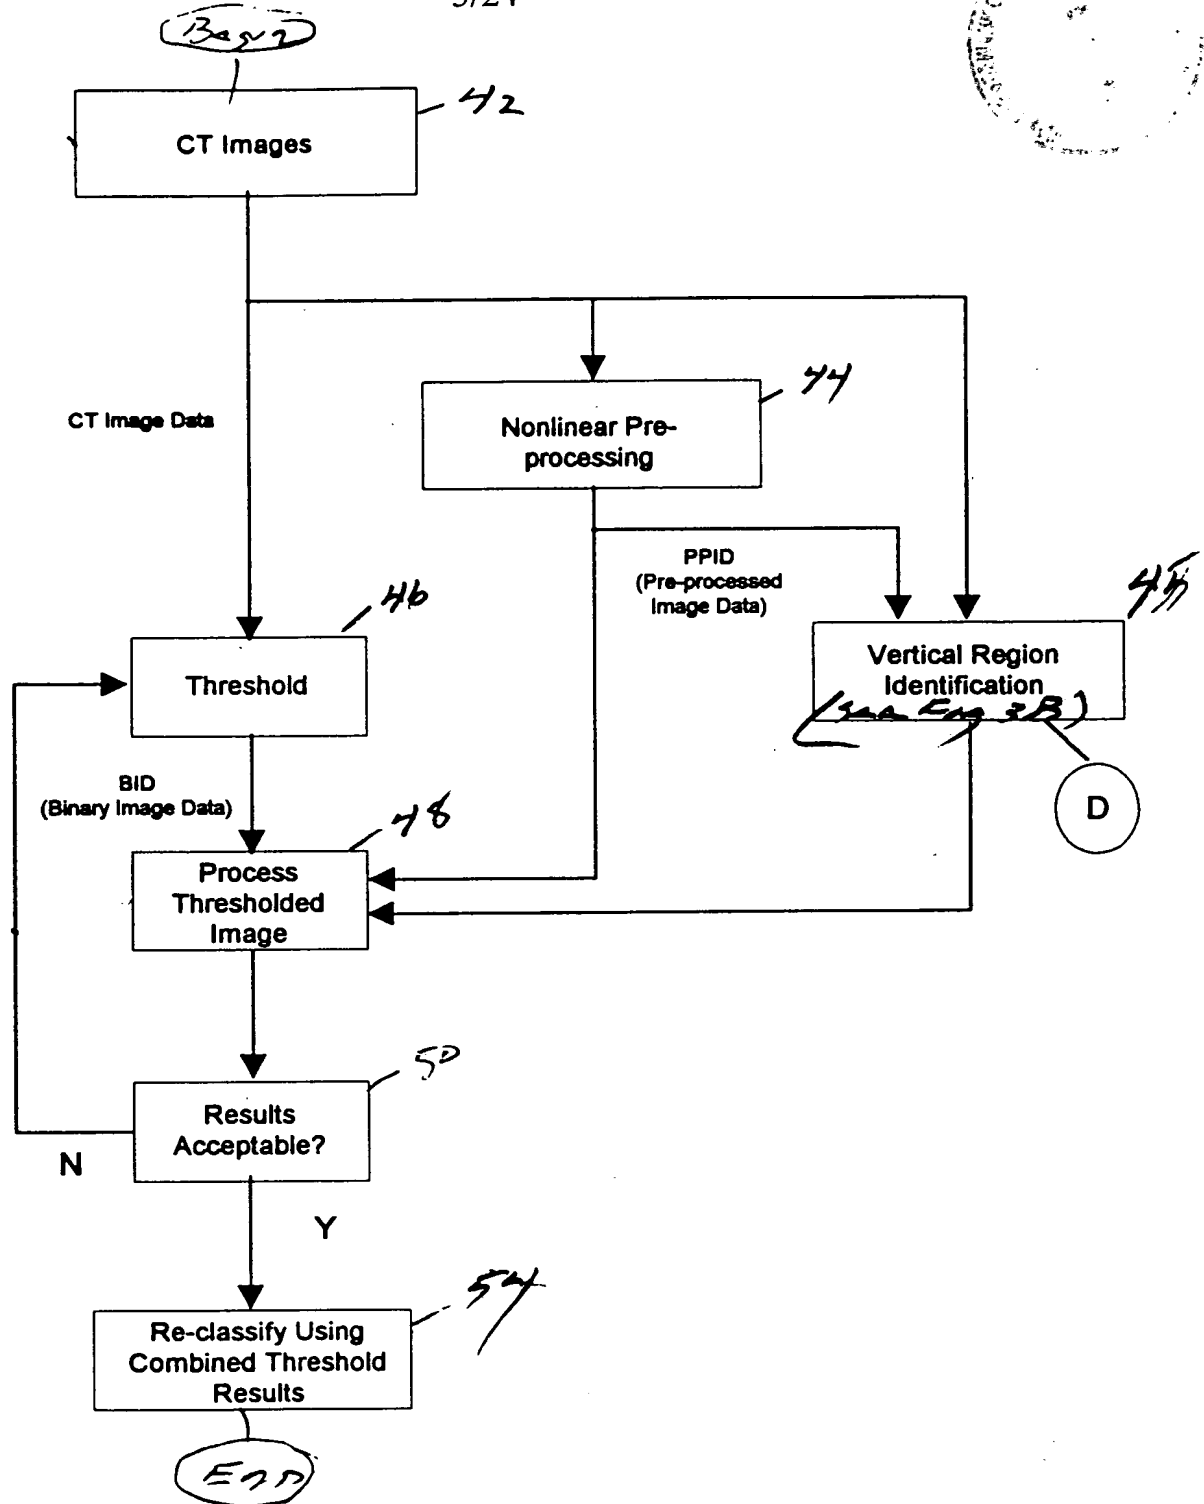 3/24
Begin
42
CT Images
44
CT Image Data
Nonlinear Pre-
processing
PPID
(Pre-processed
Image Data)
46
Vertical Region
Identification
(see Fig 3B)
Threshold
D
BID
(Binary Image Data)
48
Process
Thresholded
Image
50
Results
Acceptable?
N
Y
54
Re-classify Using
Combined Threshold
Results
End